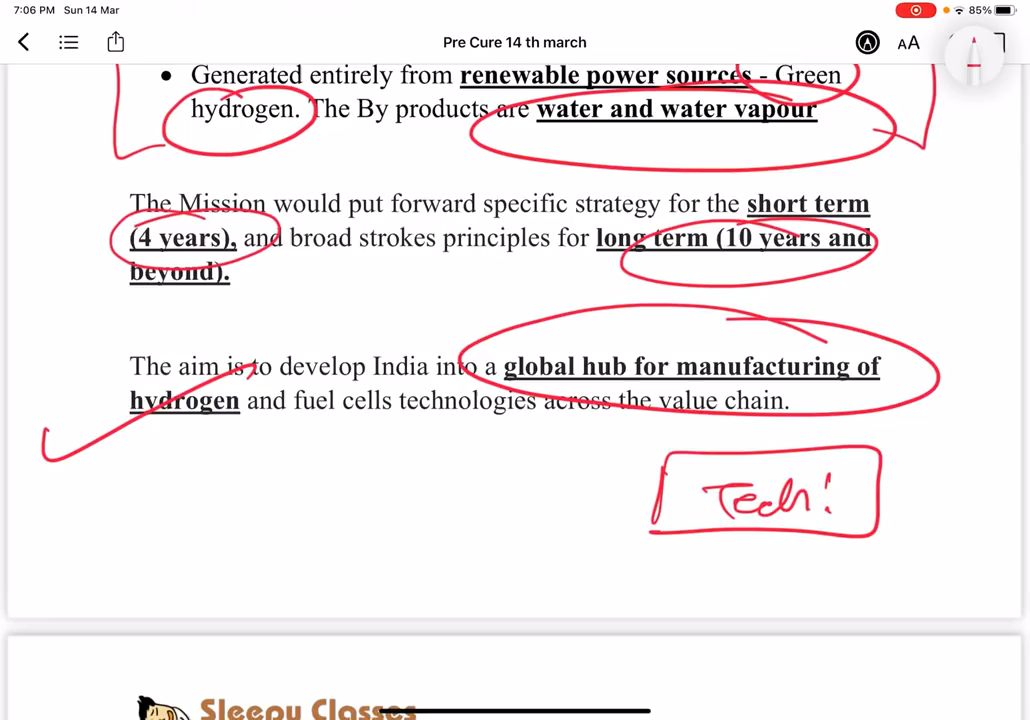 7:06 PM Sun 14 Mar 85%
Pre Cure 14 th march
AA
• Generated entirely from renewable power sources - Green
hydrogen. The By products are water and water vapour
The Mission would put forward specific strategy for the short term
(4 years), and broad strokes principles for long term (10 years and
beyond).
The aim is to develop India into a global hub for manufacturing of
hydrogen and fuel cells technologies across the value chain.
Tech!
Sleepy Classes